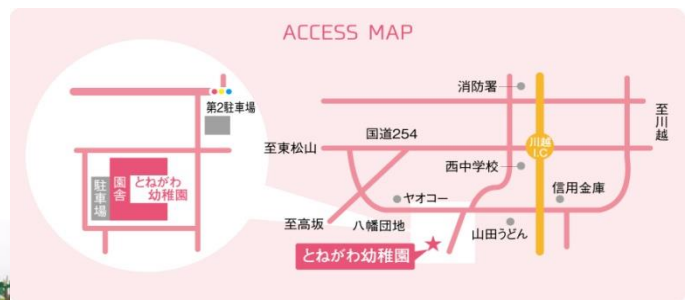 ACCESS MAP
第2駐車場
駐車場
園舎
とねがわ
幼稚園
消防署
至川越
国道254
至東松山
川越
I.C
西中学校
信用金庫
ヤオコー
至高坂
八幡団地
山田うどん
とねがわ幼稚園